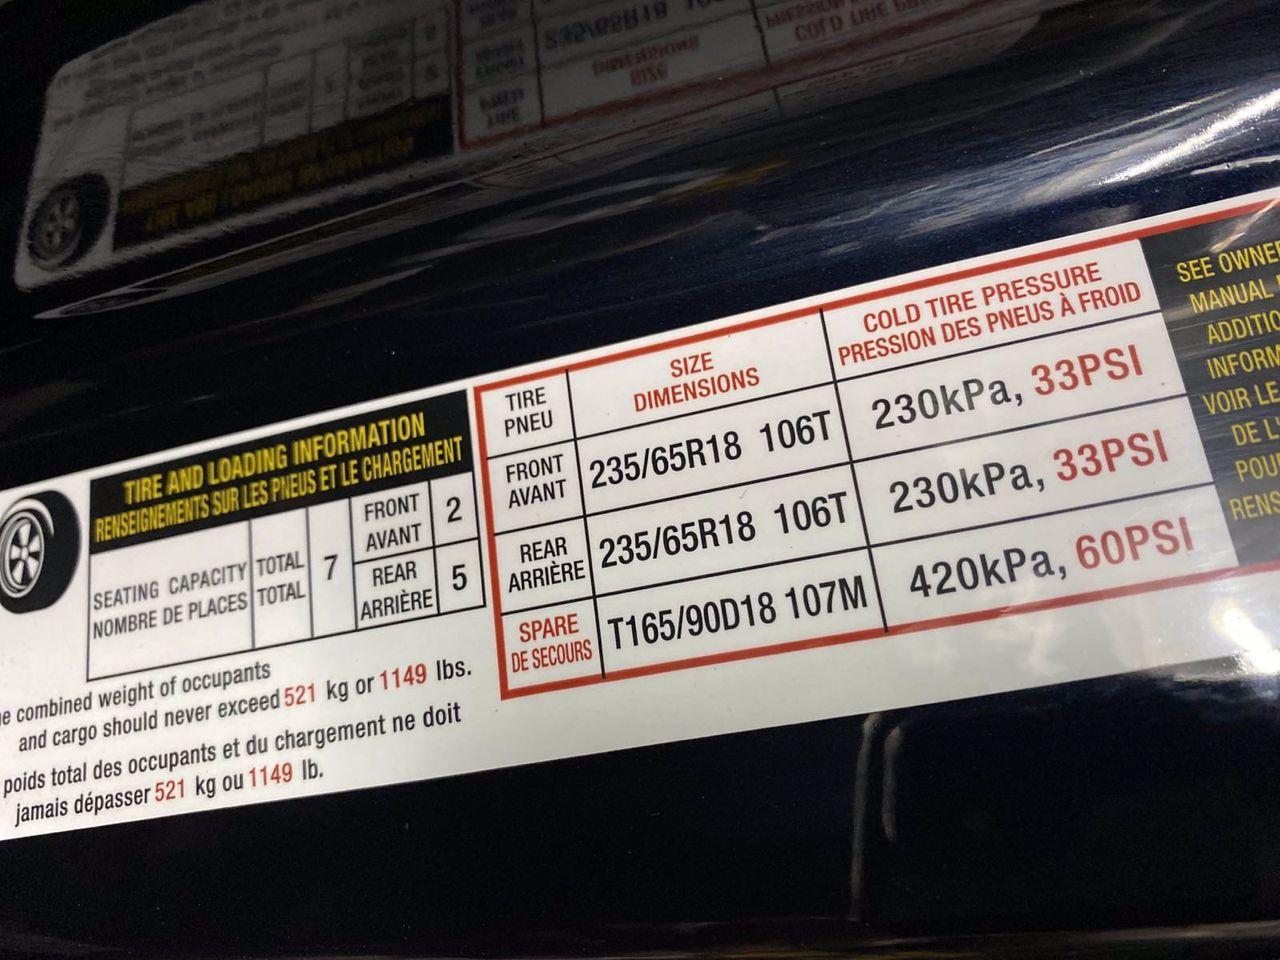 TIRE AND LOADING INFORMATION
RENSEIGNEMENTS SUR LES PNEUS ET LE CHARGEMENT
SEATING CAPACITY
NOMBRE DE PLACES
TOTAL
TOTAL
7
FRONT
AVANT
2
REAR
ARRIÈRE
5
combined weight of occupants
and cargo should never exceed 521 kg or 1149 lbs.
poids total des occupants et du chargement ne doit
jamais dépasser 521 kg ou 1149 lb.
TIRE
PNEU
SIZE
DIMENSIONS
COLD TIRE PRESSURE
PRESSION DES PNEUS À FROID
FRONT
AVANT
235/65R18 106T
230kPa, 33PSI
REAR
ARRIÈRE
235/65R18 106T
230kPa, 33PSI
SPARE
DE SECOURS
T165/90D18 107M
420kPa, 60PSI
SEE OWNE
MANUAL
ADDITIO
INFORM
VOIR LE
DE L
POU
RENS